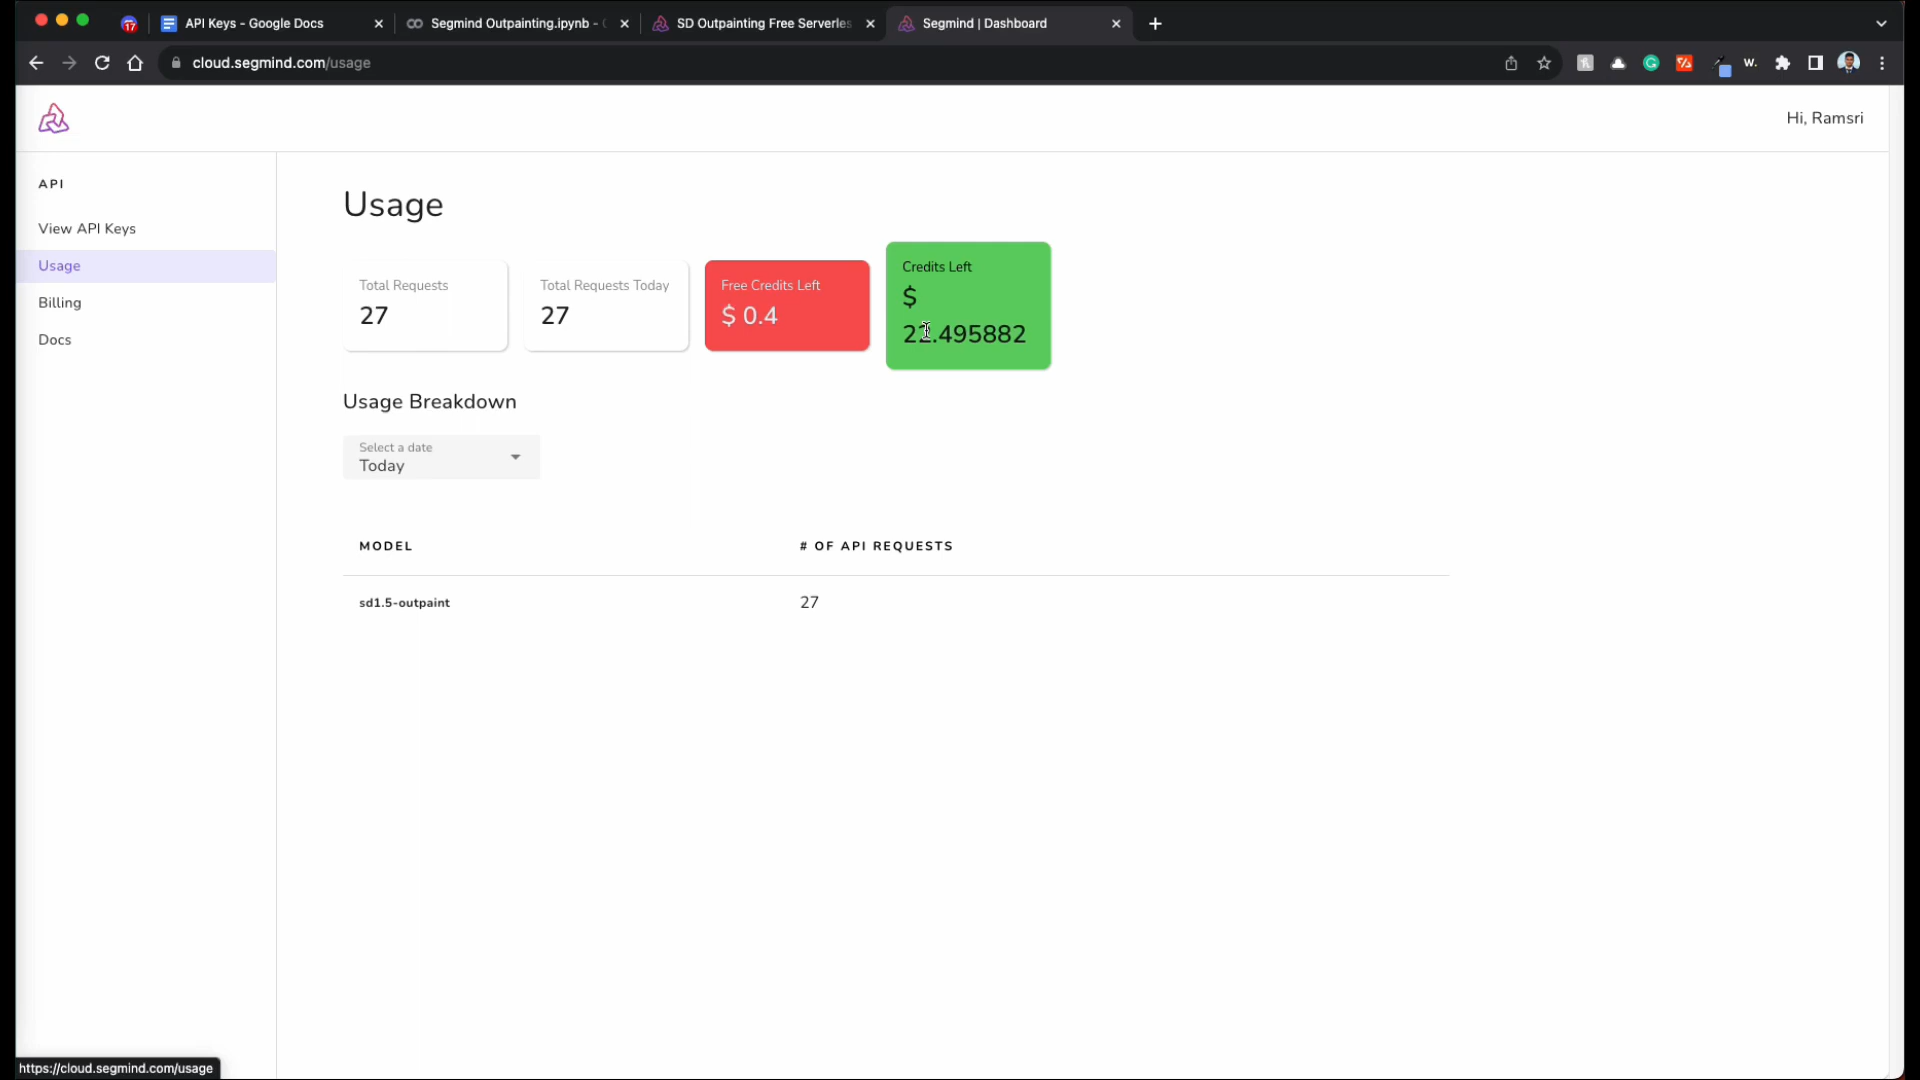 API Keys - Google Docs
Segmind Outpainting.ipynb -
SD Outpainting Free Serverles
Segmind | Dashboard
cloud.segmind.com/usage
17
w.
Hi, Ramsri
API
View API Keys
Usage
Billing
Docs
Usage
Total Requests
27
Total Requests Today
27
Free Credits Left
$ 0.4
Credits Left
$
Usage Breakdown
Select a date
Today
MODEL
# OF API REQUESTS
sd1.5-outpaint
27
https://cloud.segmind.com/usage